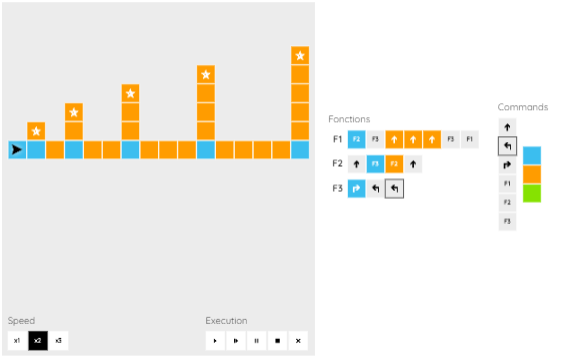 Commands
Fonctions
F1 F2 F3 F3 F1
F2 F3 F2
F3
F1
F2
F3
Speed Execution
x1 x2 x3